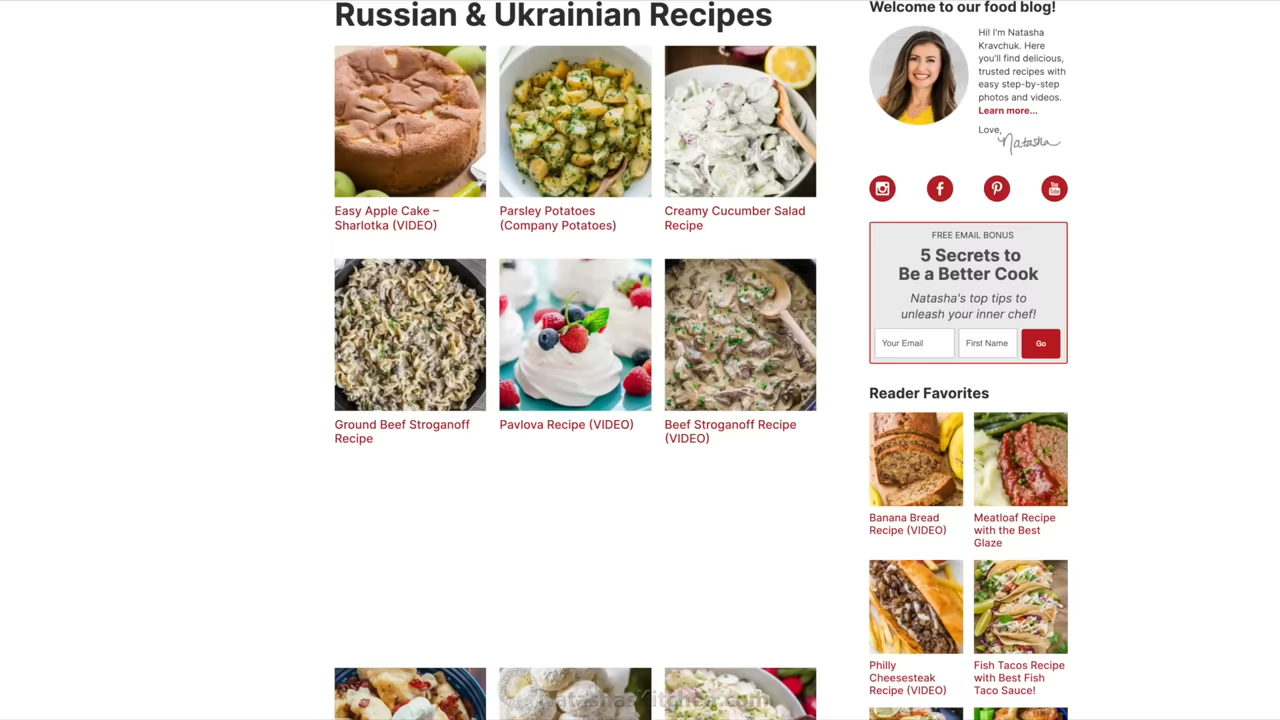 Russian & Ukrainian Recipes
Easy Apple Cake –
Sharlotka (VIDEO)
Parsley Potatoes
(Company Potatoes)
Creamy Cucumber Salad
Recipe
Ground Beef Stroganoff
Recipe
Pavlova Recipe (VIDEO)
Beef Stroganoff Recipe
(VIDEO)
NatashasKitchen.com
Welcome to our food blog!
Hi! I'm Natasha
Kravchuk. Here
you'll find delicious,
trusted recipes with
easy step-by-step
photos and videos.
Learn more...
Love,
Natasha
You
Tube
FREE EMAIL BONUS
5 Secrets to
Be a Better Cook
Natasha's top tips to
unleash your inner chef!
Your Email
First Name
Go
Reader Favorites
Banana Bread
Recipe (VIDEO)
Meatloaf Recipe
with the Best
Glaze
Philly
Cheesesteak
Recipe (VIDEO)
Fish Tacos Recipe
with Best Fish
Taco Sauce!